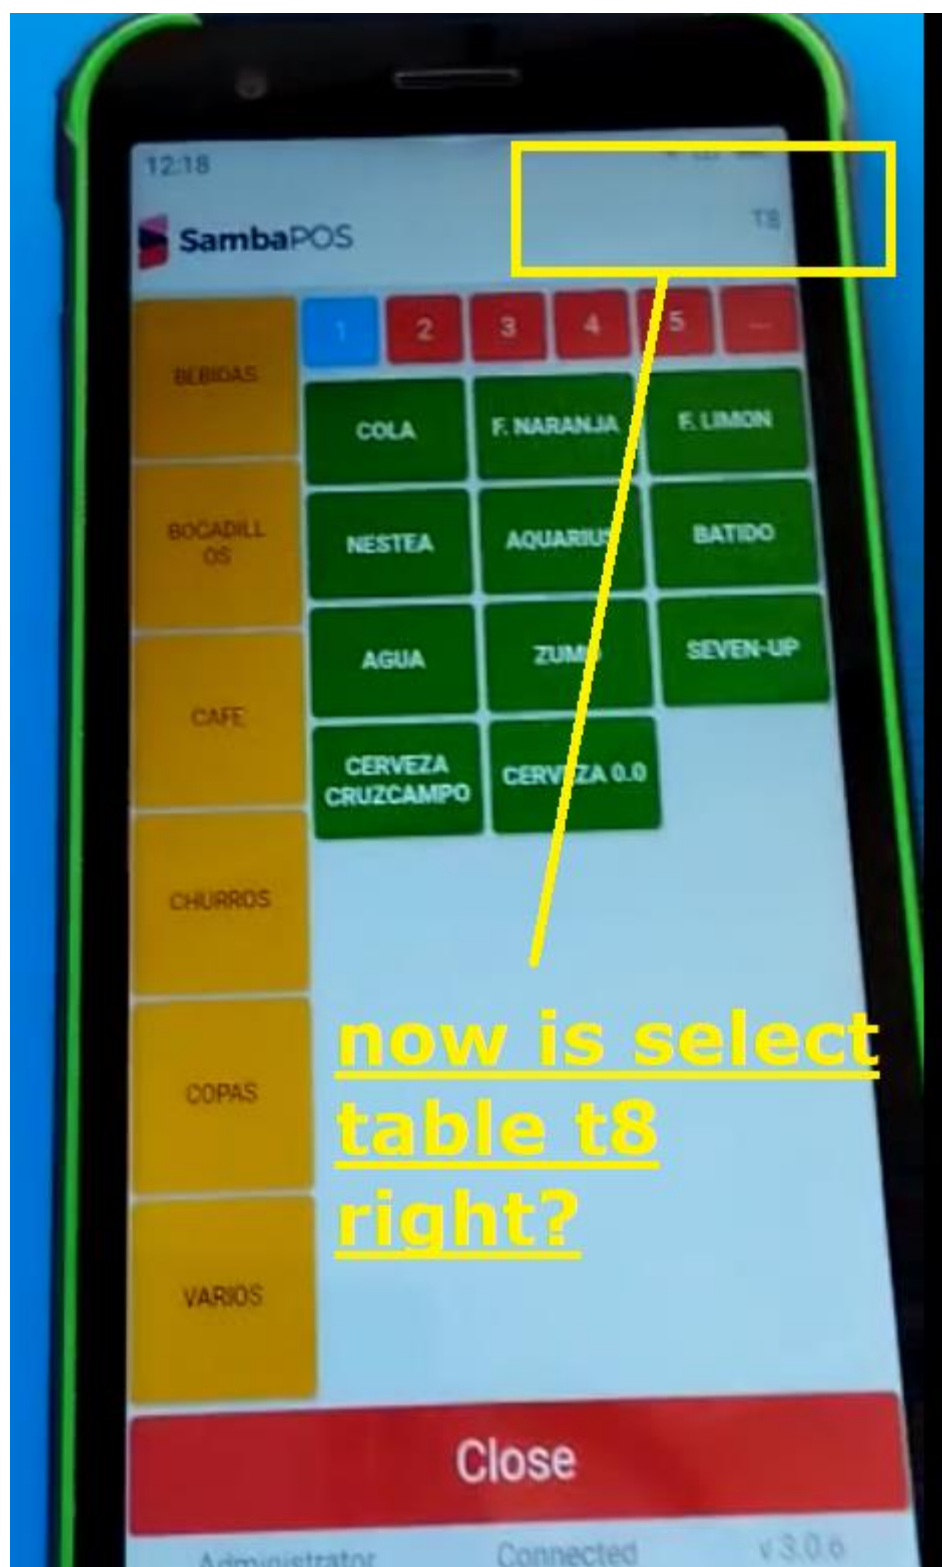 12:18
T8
SambaPOS
1 2 3 4 5 ...
BEBIDAS
COLA F. NARANJA F. LIMON
BOCADILL
OS
NESTEA AQUARIUS BATIDO
AGUA ZUMO SEVEN-UP
CAFE
CERVEZA
CRUZCAMPO
CERVEZA 0.0
CHURROS
now is select
table t8
right?
COPAS
VARIOS
Close
Administrator Connected v 3.0.6